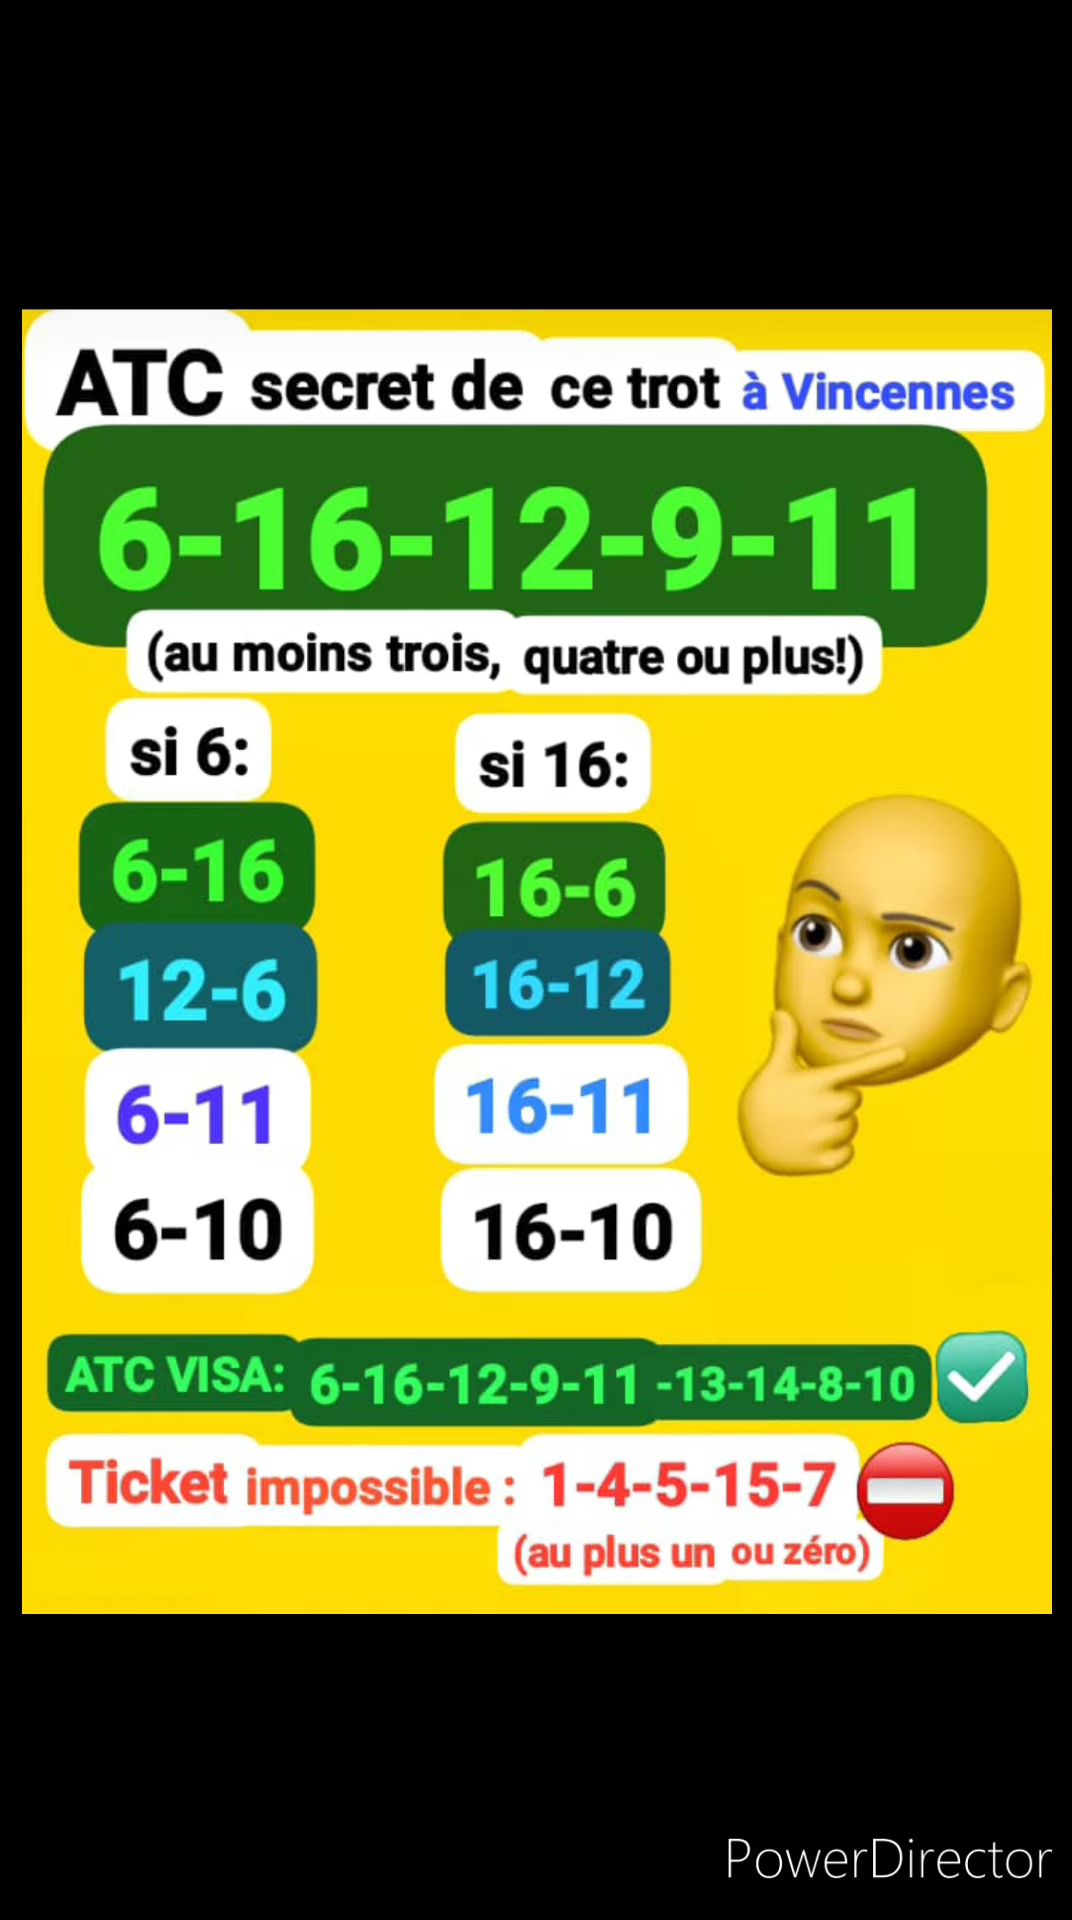 ATC secret de ce trot à Vincennes
6-16-12-9-11
(au moins trois, quatre ou plus!)
si 6:
6-16
12-6
6-11
6-10
si 16:
16-6
16-12
16-11
16-10
ATC VISA: 6-16-12-9-11 -13-14-8-10
Ticket impossible : 1-4-5-15-7
(au plus un ou zéro)
PowerDirector